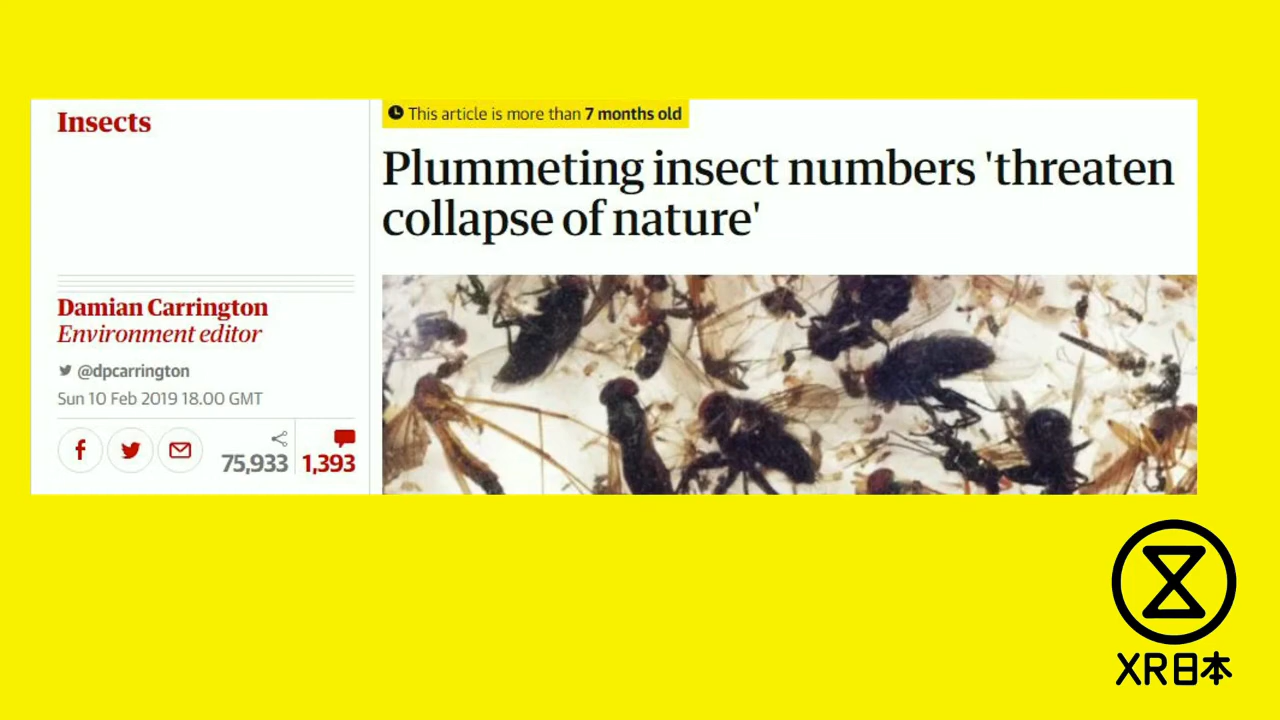 Insects
This article is more than 7 months old
Plummeting insect numbers 'threaten
collapse of nature'
Damian Carrington
Environment editor
@dpcarrington
Sun 10 Feb 2019 18.00 GMT
75,933
1,393
XR日本